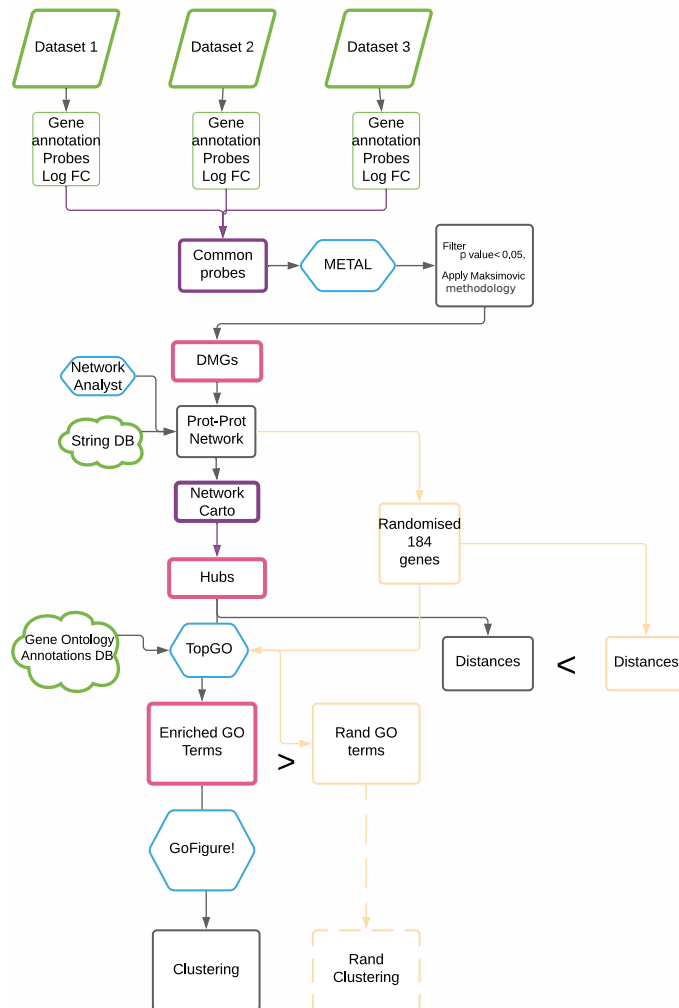 Dataset 1
Dataset 2
Dataset 3
Gene
annotation
Probes
Log FC
Gene
annotation
Probes
Log FC
Gene
annotation
Probes
Log FC
Common
probes
METAL
Filter
p value< 0,05,
Apply Maksimovic
methodology
DMGs
Network
Analyst
String DB
Prot-Prot
Network
Network
Carto
Randomised
184
genes
Hubs
Gene Ontology
Annotations DB
TopGO
Distances
<
Distances
Enriched GO
Terms
>
Rand GO
terms
GoFigure!
Clustering
Rand
Clustering